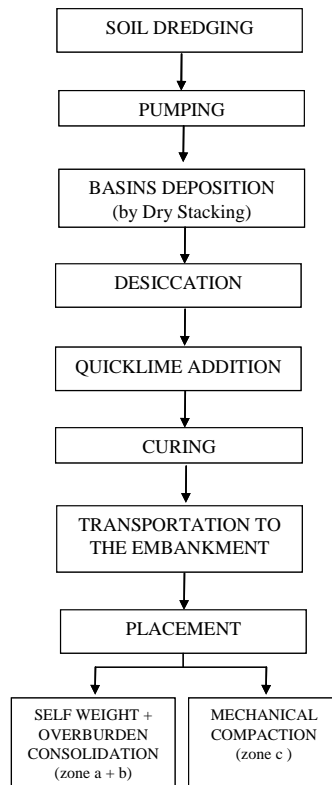 SOIL DREDGING
PUMPING
BASINS DEPOSITION
(by Dry Stacking)
DESICCATION
QUICKLIME ADDITION
CURING
TRANSPORTATION TO
THE EMBANKMENT
PLACEMENT
SELF WEIGHT +
OVERBURDEN
CONSOLIDATION
(zone a + b)
MECHANICAL
COMPACTION
(zone c )